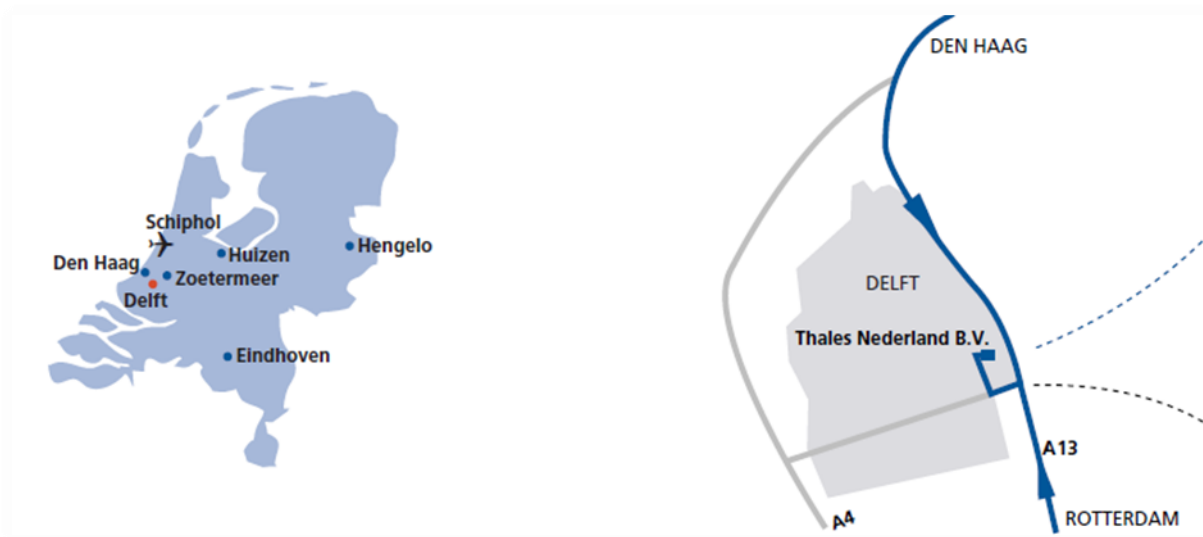 Schiphol
Den Haag
Huizen
Hengelo
Zoetermeer
Delft
Eindhoven
DEN HAAG
DELFT
Thales Nederland B.V.
A13
A4
ROTTERDAM